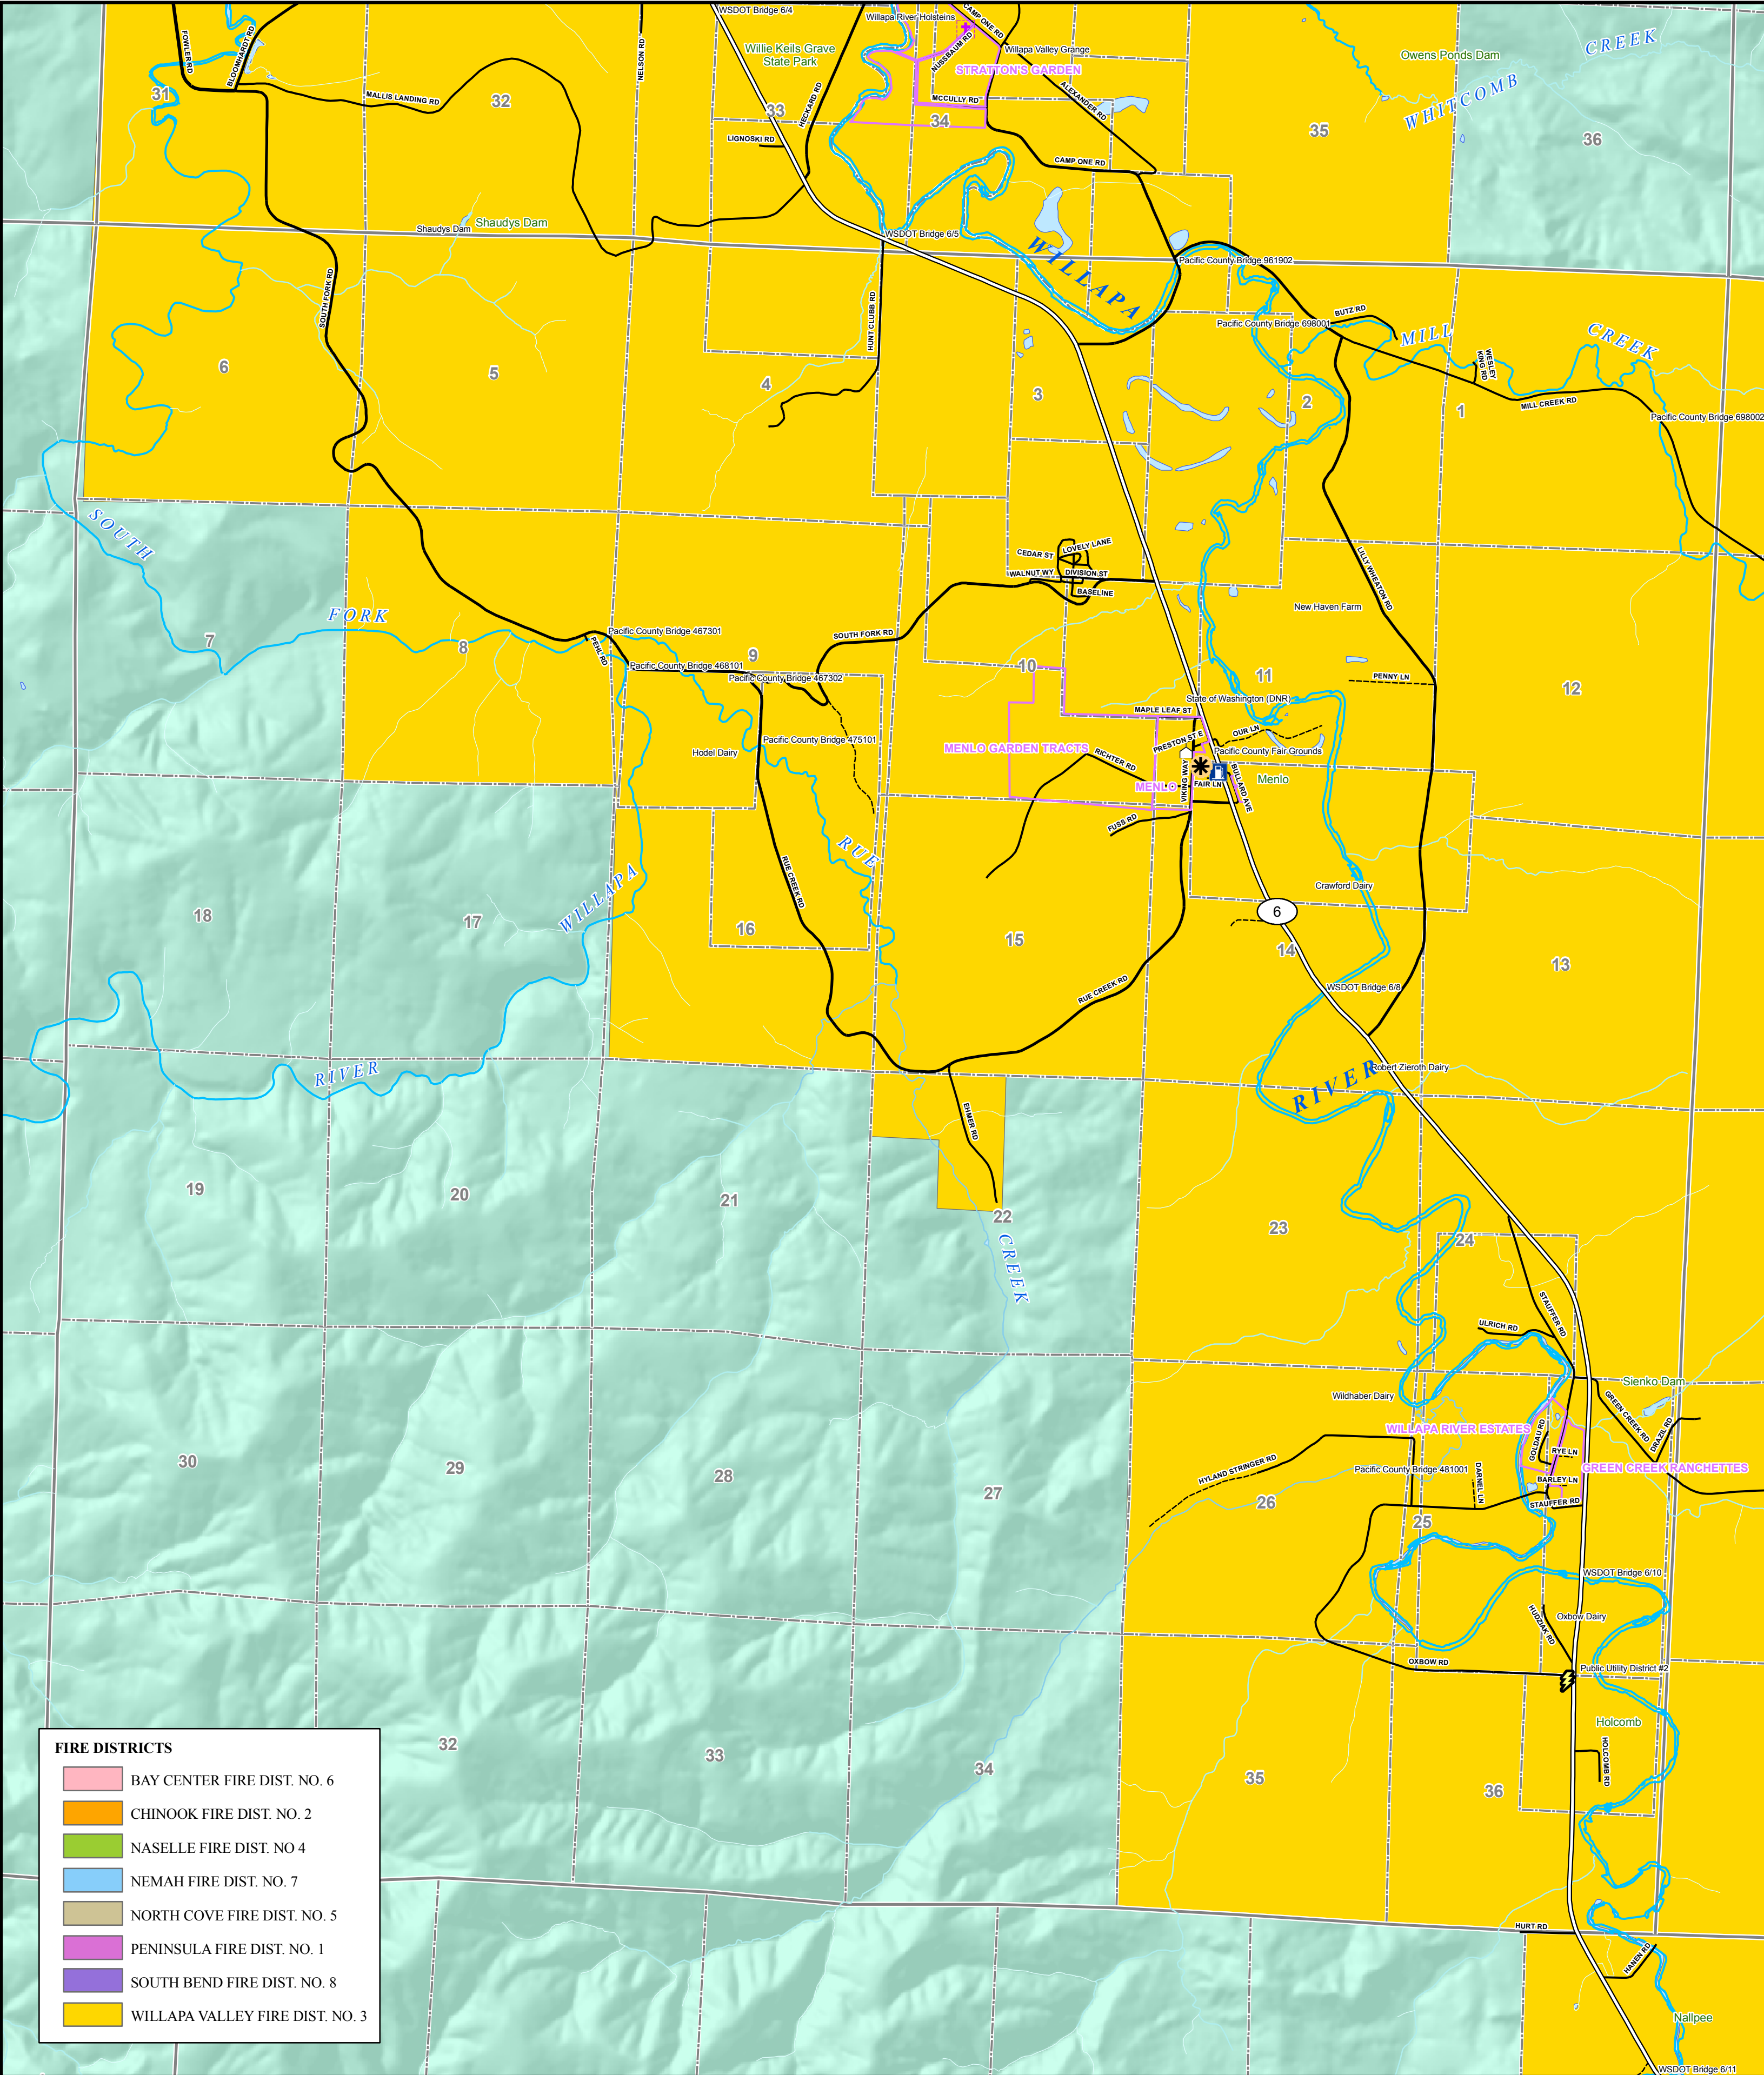 WSDOT Bridge 6/4
Willapa River Holsteins
CAMP ONE RD
FOWLER RD
BLOOMHARDT RD
NELSON RD
Willie Keils Grave
State Park
NUSSBAUM RD
Willapa Valley Grange
Owens Ponds Dam
CREEK
WHITCOMB
STRATTON'S GARDEN
31
MALLIS LANDING RD
32
HECKARD RD
33
MCCULLY RD
ALEXANDER RD
34
35
36
LIGNOSKI RD
CAMP ONE RD
Shaudys Dam
Shaudys Dam
WSDOT Bridge 6/5
WILLAPA
Pacific County Bridge 961902
SOUTH FORK RD
HUNT CLUBB RD
Pacific County Bridge 698001
BUTZ RD
MILL
CREEK
WESLEY
KING RD
6
5
4
3
2
1
MILL CREEK RD
Pacific County Bridge 698002
SOUTH
FORK
CEDAR ST
LOVELY LANE
WALNUT WY
DIVISION ST
BASELINE
LILLY WHEATON RD
New Haven Farm
7
8
PEHL RD
Pacific County Bridge 467301
SOUTH FORK RD
9
Pacific County Bridge 468101
Pacific County Bridge 467302
10
11
12
PENNY LN
State of Washington (DNR)
MAPLE LEAF ST
OUR LN
PRESTON ST E
Hodel Dairy
Pacific County Bridge 475101
MENLO GARDEN TRACTS
RICHTER RD
Pacific County Fair Grounds
Menlo
MENLO
VIKING WAY
FAIR LN
BULLARD AVE
FUSS RD
RUE
RUE CREEK RD
WILLAPA
Crawford Dairy
18
17
16
15
6
14
13
RUE CREEK RD
WSDOT Bridge 6/8
RIVER
RIVER
Robert Zieroth Dairy
EHMER RD
19
20
21
22
23
24
CREEK
STAUFFER RD
ULRICH RD
Sienko Dam
Wildhaber Dairy
GREEN CREEK RD
DRAZIL RD
WILLAPA RIVER ESTATES
GOLDAU RD
RYE LN
30
29
28
27
26
25
HYLAND STRINGER RD
Pacific County Bridge 481001
DARNEL LN
BARLEY LN
GREEN CREEK RANCHETTES
STAUFFER RD
WSDOT Bridge 6/10
HUDZIAK RD
Oxbow Dairy
OXBOW RD
Public Utility District #2
Holcomb
HOLCOMB RD
32
33
34
35
36
HURT RD
HANEN RD
Nallpee
WSDOT Bridge 6/11
FIRE DISTRICTS
BAY CENTER FIRE DIST. NO. 6
CHINOOK FIRE DIST. NO. 2
NASELLE FIRE DIST. NO 4
NEMAH FIRE DIST. NO. 7
NORTH COVE FIRE DIST. NO. 5
PENINSULA FIRE DIST. NO. 1
SOUTH BEND FIRE DIST. NO. 8
WILLAPA VALLEY FIRE DIST. NO. 3